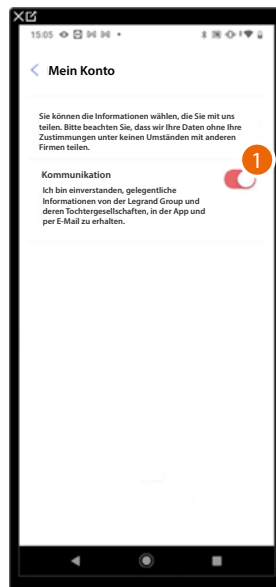 15:05
Mein Konto
Sie können die Informationen wählen, die Sie mit uns
teilen. Bitte beachten Sie, dass wir Ihre Daten ohne Ihre
Zustimmungen unter keinen Umständen mit anderen
Firmen teilen.
1
Kommunikation
Ich bin einverstanden, gelegentliche
Informationen von der Legrand Group und
deren Tochtergesellschaften, in der App und
per E-Mail zu erhalten.